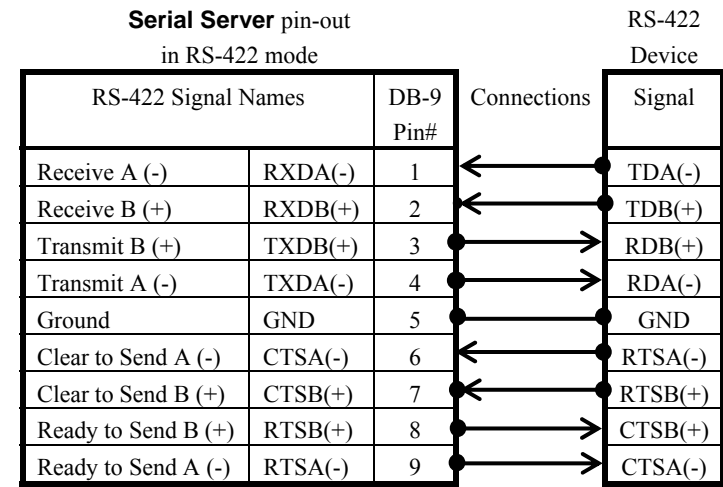 Serial Server pin-out RS-422
in RS-422 mode Device
RS-422 Signal Names DB-9 Connections Signal
Pin#
Receive A (-) RXDA(-) 1 TDA(-)
Receive B (+) RXDB(+) 2 TDB(+)
Transmit B (+) TXDB(+) 3 RDB(+)
Transmit A (-) TXDA(-) 4 RDA(-)
Ground GND 5 GND
Clear to Send A (-) CTSA(-) 6 RTSA(-)
Clear to Send B (+) CTSB(+) 7 RTSB(+)
Ready to Send B (+) RTSB(+) 8 CTSB(+)
Ready to Send A (-) RTSA(-) 9 CTSA(-)